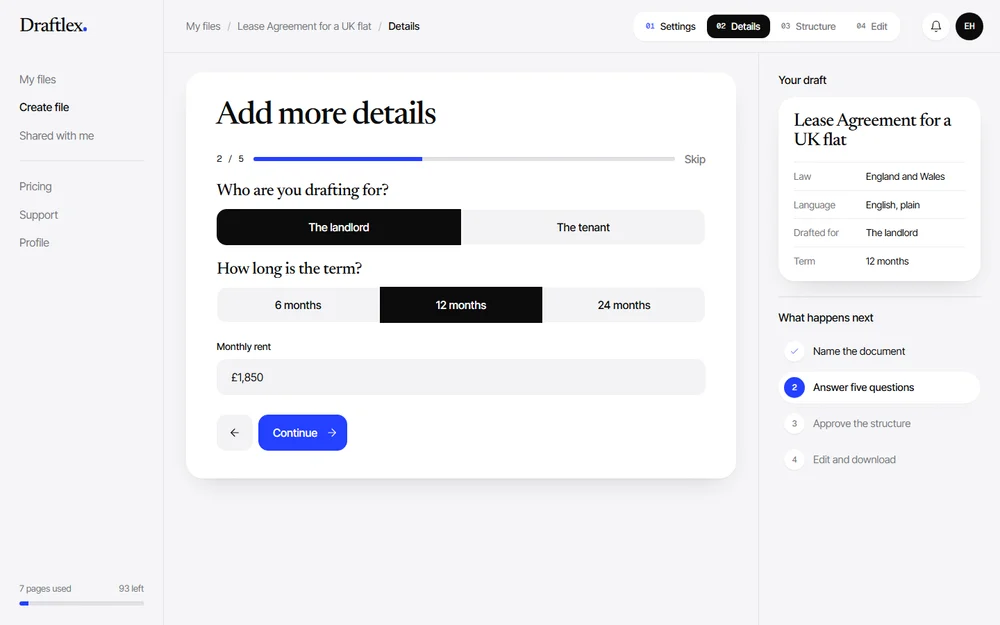 Draftlex.
My files / Lease Agreement for a UK flat / Details
01 Settings
02 Details
03 Structure
04 Edit
EH
My files
Create file
Shared with me
Pricing
Support
Profile
7 pages used
93 left
Add more details
2 / 5
Skip
Who are you drafting for?
The landlord
The tenant
How long is the term?
6 months
12 months
24 months
Monthly rent
£1,850
Continue
Your draft
Lease Agreement for a
UK flat
Law England and Wales
Language English, plain
Drafted for The landlord
Term 12 months
What happens next
Name the document
2 Answer five questions
3 Approve the structure
4 Edit and download